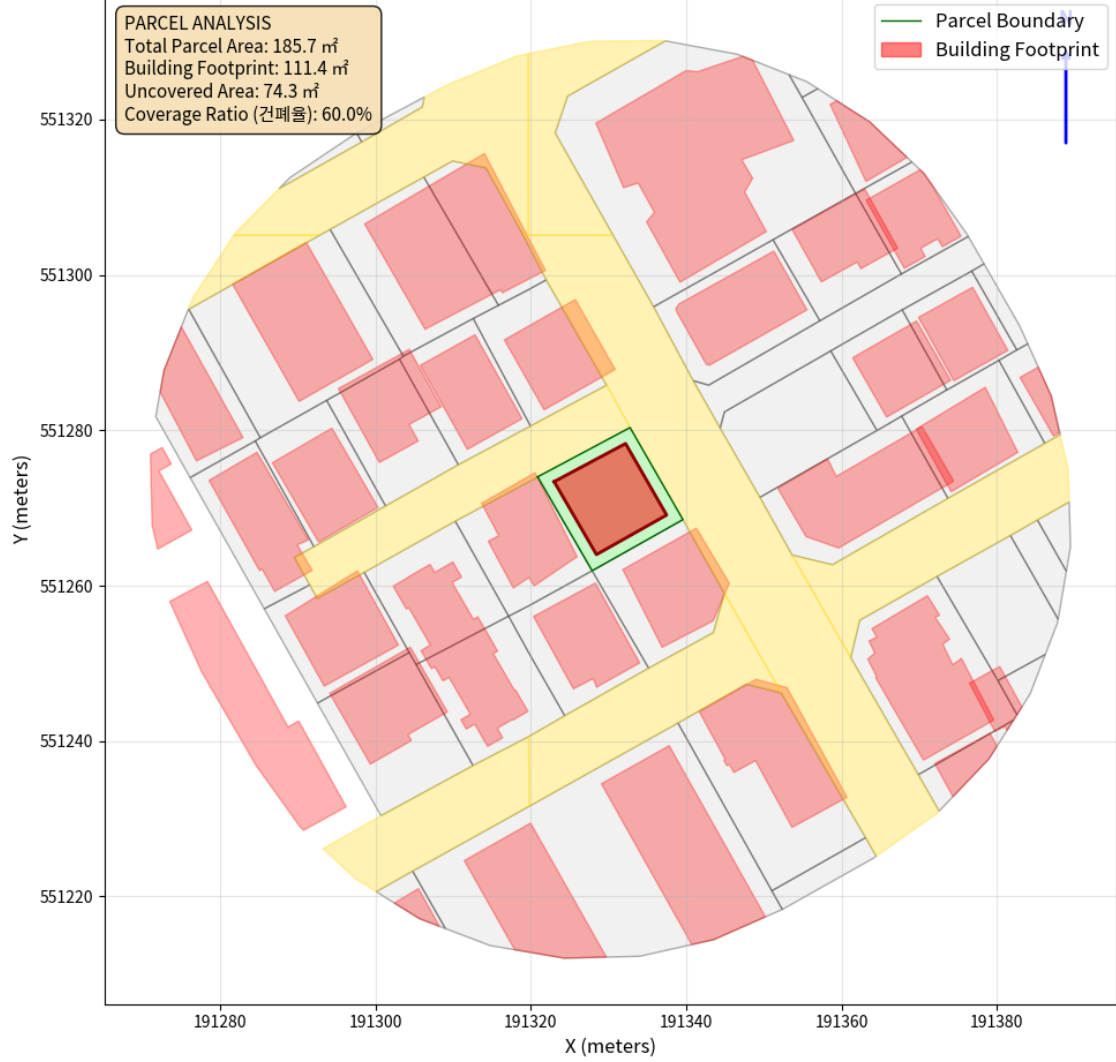 PARCEL ANALYSIS
Total Parcel Area: 185.7 ㎡
Building Footprint: 111.4 ㎡
Uncovered Area: 74.3 ㎡
Coverage Ratio (건폐율): 60.0%
Parcel Boundary
Building Footprint
N
551320
551300
551280
551260
551240
551220
Y (meters)
191280
191300
191320
191340
191360
191380
X (meters)